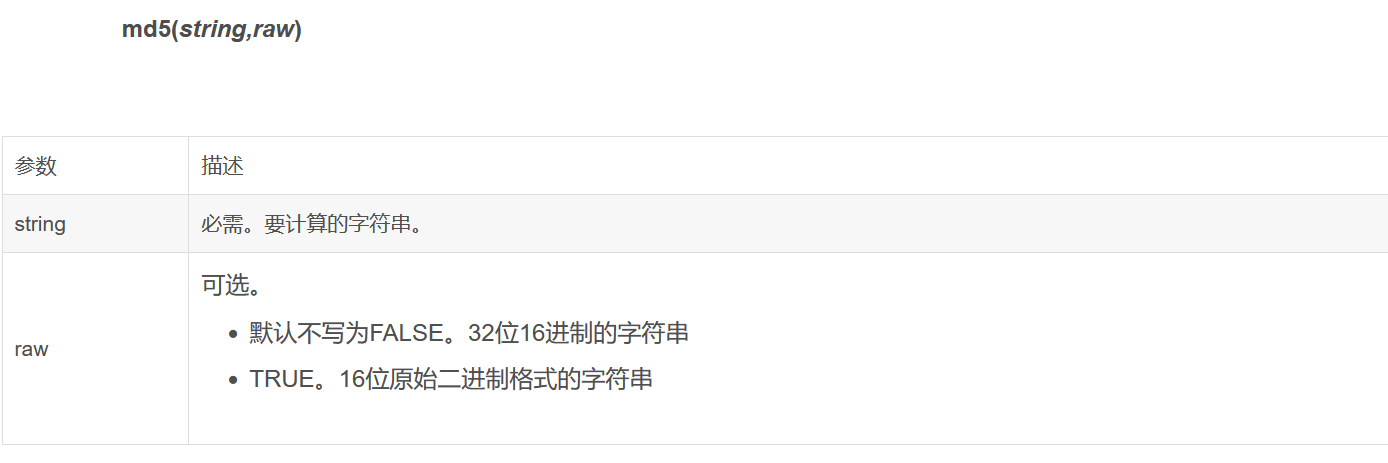 md5(string,raw)
参数 描述
string 必需。要计算的字符串。
可选。
默认不写为FALSE。32位16进制的字符串
raw
TRUE。16位原始二进制格式的字符串